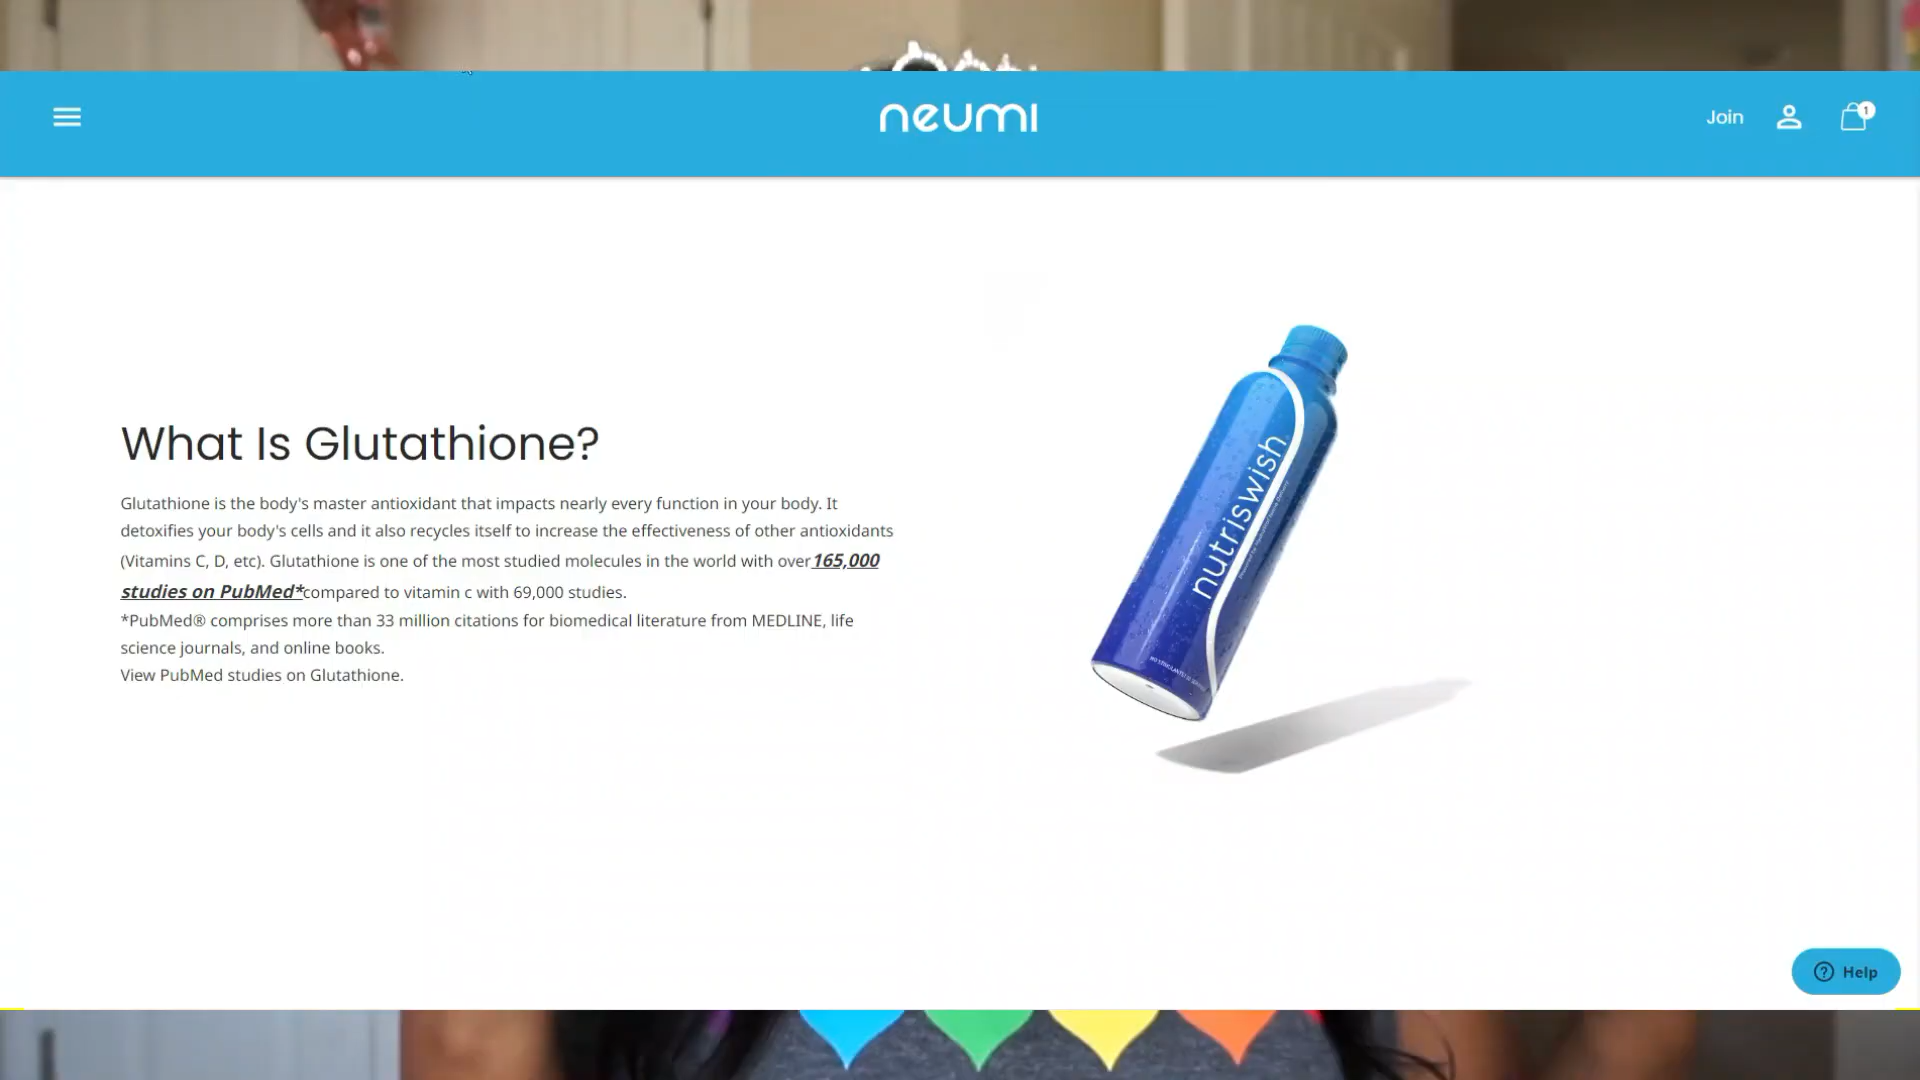 neumi
Join
1
What Is Glutathione?
Glutathione is the body's master antioxidant that impacts nearly every function in your body. It
detoxifies your body's cells and it also recycles itself to increase the effectiveness of other antioxidants
(Vitamins C, D, etc). Glutathione is one of the most studied molecules in the world with over165,000
studies on PubMed*compared to vitamin c with 69,000 studies.
*PubMed® comprises more than 33 million citations for biomedical literature from MEDLINE, life
science journals, and online books.
View PubMed studies on Glutathione.
nutriswish
Help